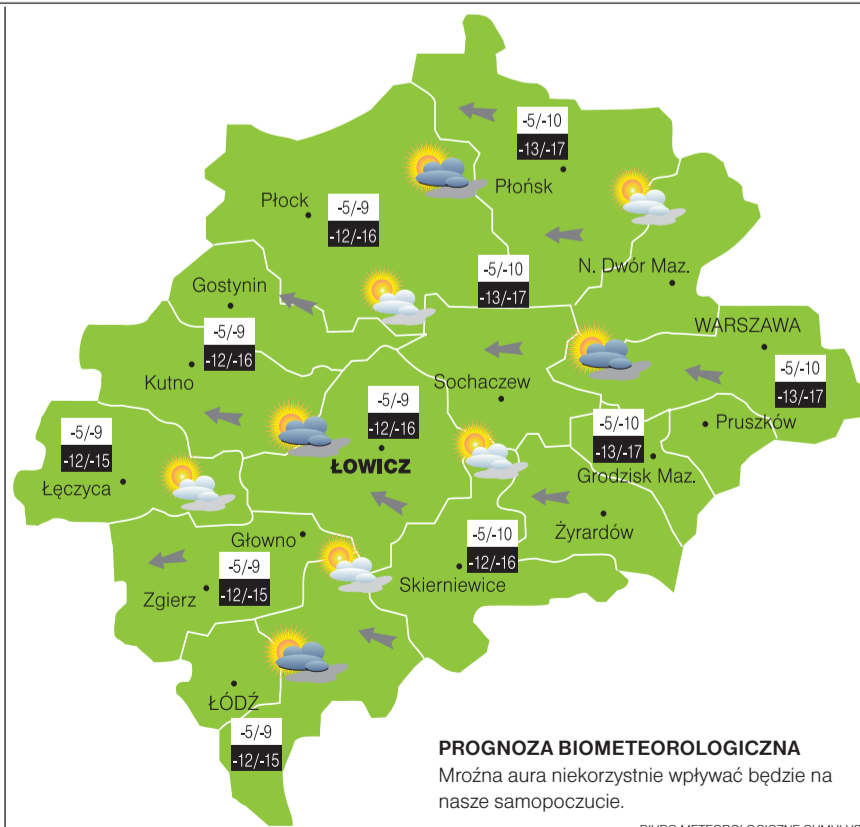 -5/-10
-13/-17
Płońsk
Płock
-5/-9
-12/-16
N. Dwór Maz.
Gostynin
-5/-10
-13/-17
WARSZAWA
-5/-9
-12/-16
Kutno
Sochaczew
-5/-10
-13/-17
-5/-9
-12/-16
ŁOWICZ
Pruszków
-5/-10
-13/-17
Grodzisk Maz.
-5/-9
-12/-15
Łęczyca
Żyrardów
Głowno
-5/-10
-12/-16
Skierniewice
Zgierz
-5/-9
-12/-15
ŁÓDŹ
-5/-9
-12/-15
PROGNOZA BIOMETEOROLOGICZNA
Mroźna aura niekorzystnie wpływać będzie na
nasze samopoczucie.
BIURO METEOROLOGICZNE CUMULUS